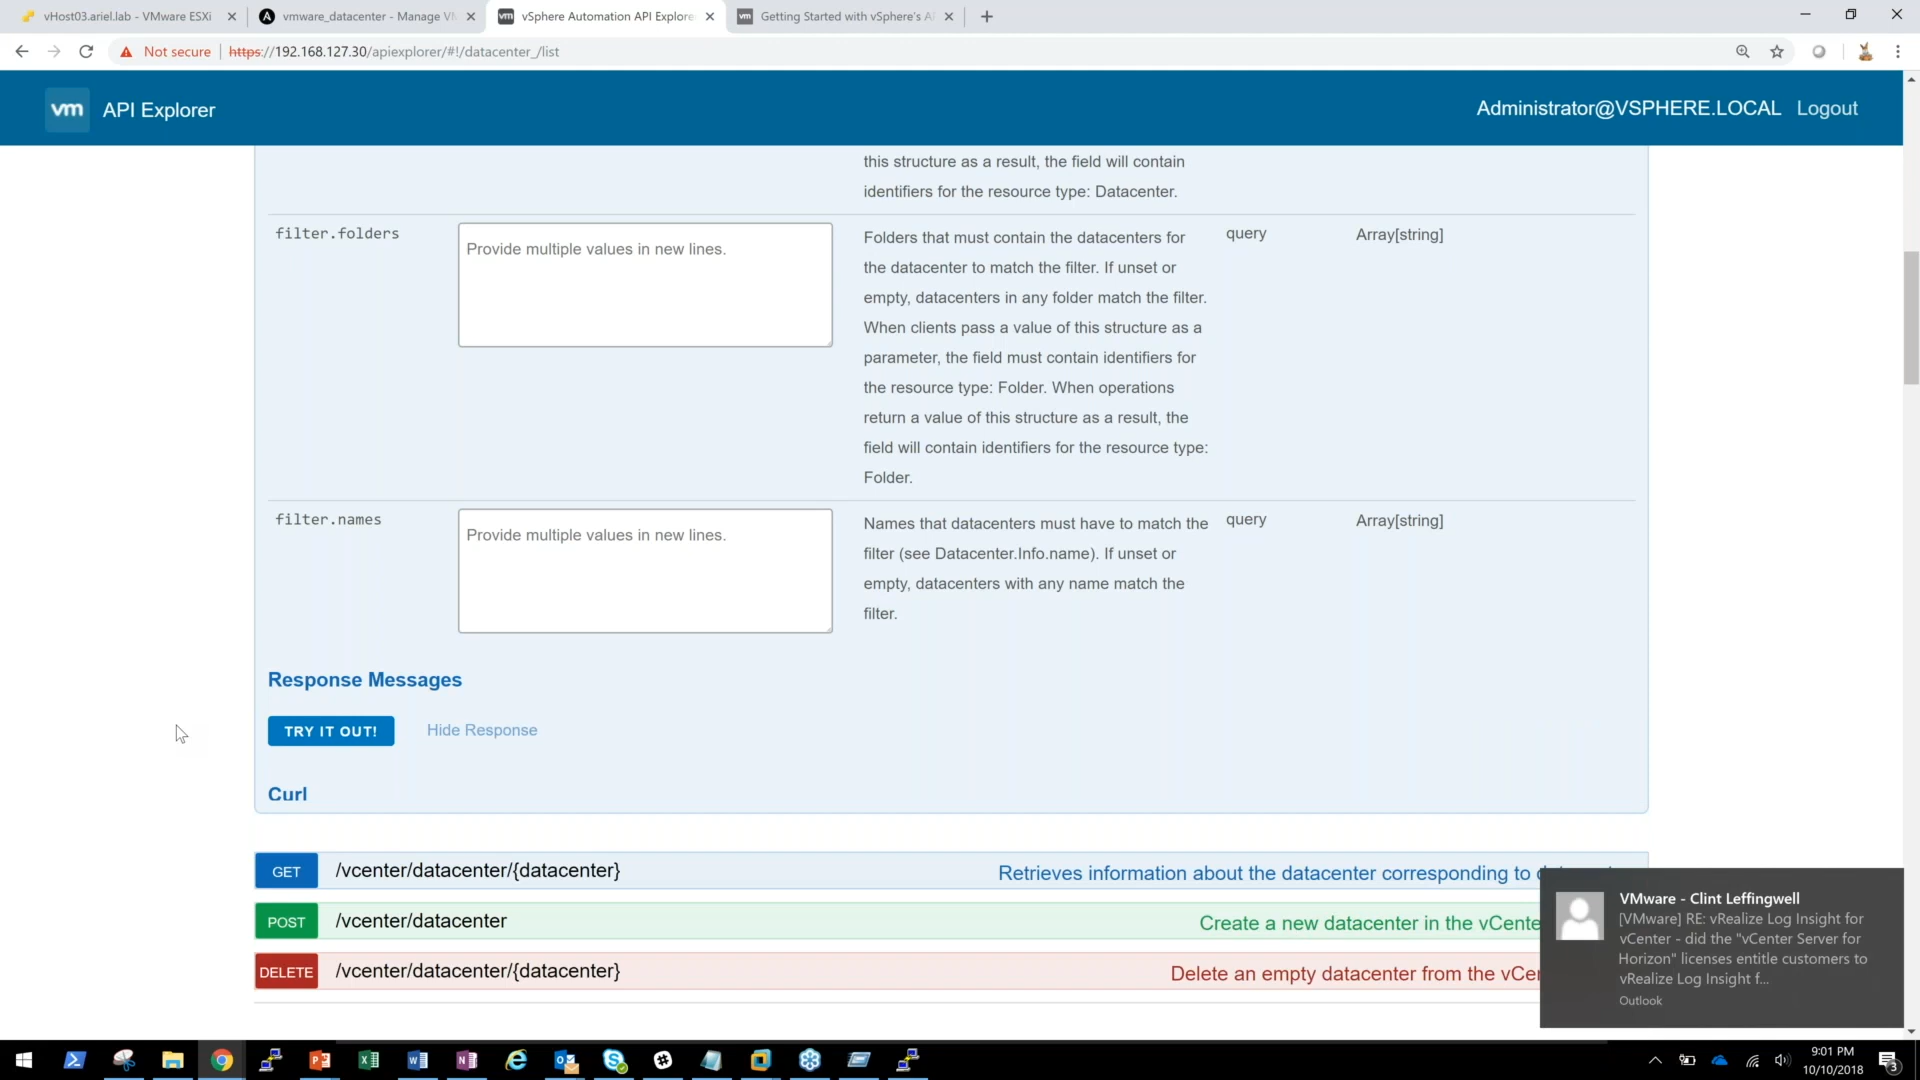 vHost03.ariel.lab - VMware ESXi
vmware_datacenter - Manage VM
vm vSphere Automation API Explore
vm Getting Started with vSphere's A
Not secure
https://192.168.127.30/apiexplorer/#!/datacenter_/list
vm API Explorer
Administrator@VSPHERE.LOCAL Logout
this structure as a result, the field will contain
identifiers for the resource type: Datacenter.
filter.folders
Provide multiple values in new lines.
Folders that must contain the datacenters for
the datacenter to match the filter. If unset or
empty, datacenters in any folder match the filter.
When clients pass a value of this structure as a
parameter, the field must contain identifiers for
the resource type: Folder. When operations
return a value of this structure as a result, the
field will contain identifiers for the resource type:
Folder.
query
Array[string]
filter.names
Provide multiple values in new lines.
Names that datacenters must have to match the
filter (see Datacenter.Info.name). If unset or
empty, datacenters with any name match the
filter.
query
Array[string]
Response Messages
TRY IT OUT!
Hide Response
Curl
GET /vcenter/datacenter/{datacenter} Retrieves information about the datacenter corresponding to
POST /vcenter/datacenter Create a new datacenter in the vCente
DELETE /vcenter/datacenter/{datacenter} Delete an empty datacenter from the vCe
VMware - Clint Leffingwell
[VMware] RE: vRealize Log Insight for
vCenter - did the "vCenter Server for
Horizon" licenses entitle customers to
vRealize Log Insight f...
Outlook
9:01 PM
10/10/2018
3